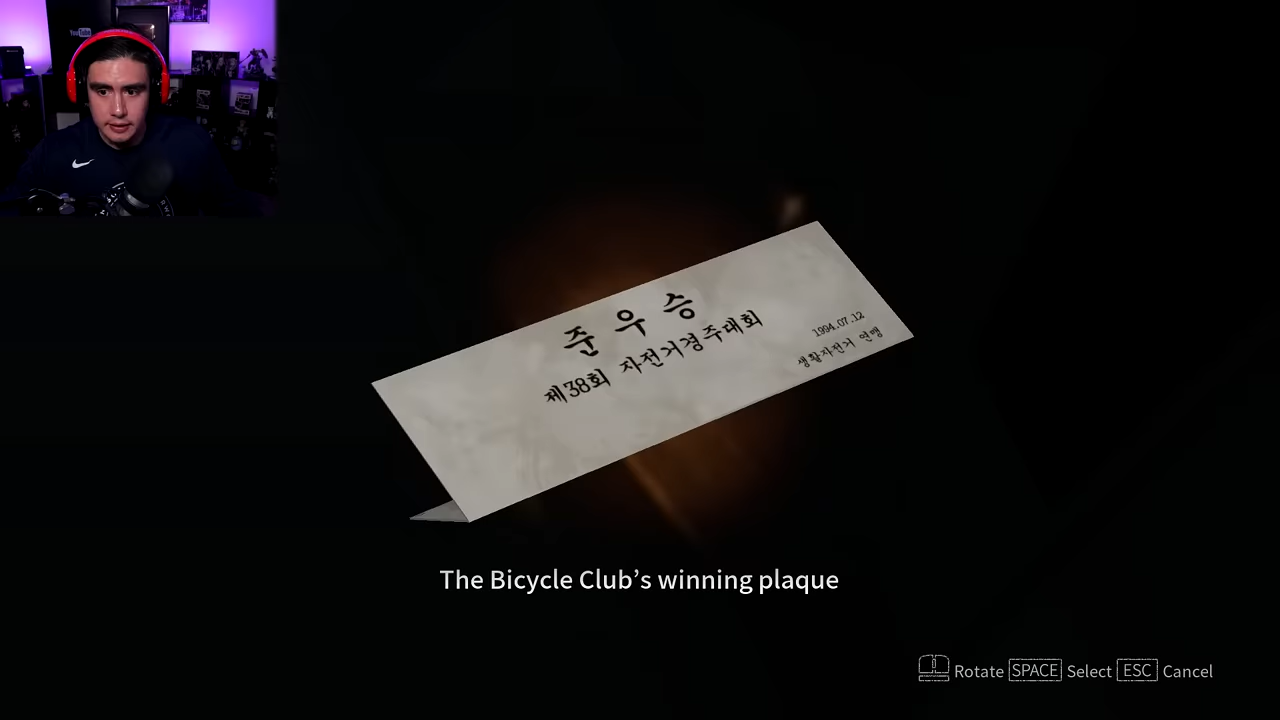 YouTube
준우승
제38회 자전거경주대회
1994.07.12
생활자전거 연맹
The Bicycle Club’s winning plaque
Rotate SPACE Select ESC Cancel